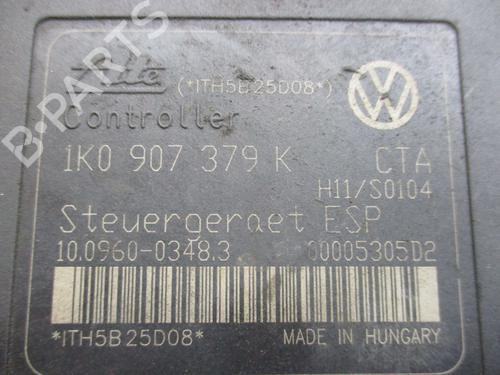 Ate (*ITH5B25D08*)
Controller
1K0 907 379 K CTA
H11/S0104
Steuergeraet ESP
10.0960-0348.3 00005305D2
*ITH5B25D08* MADE IN HUNGARY
B-PARTS